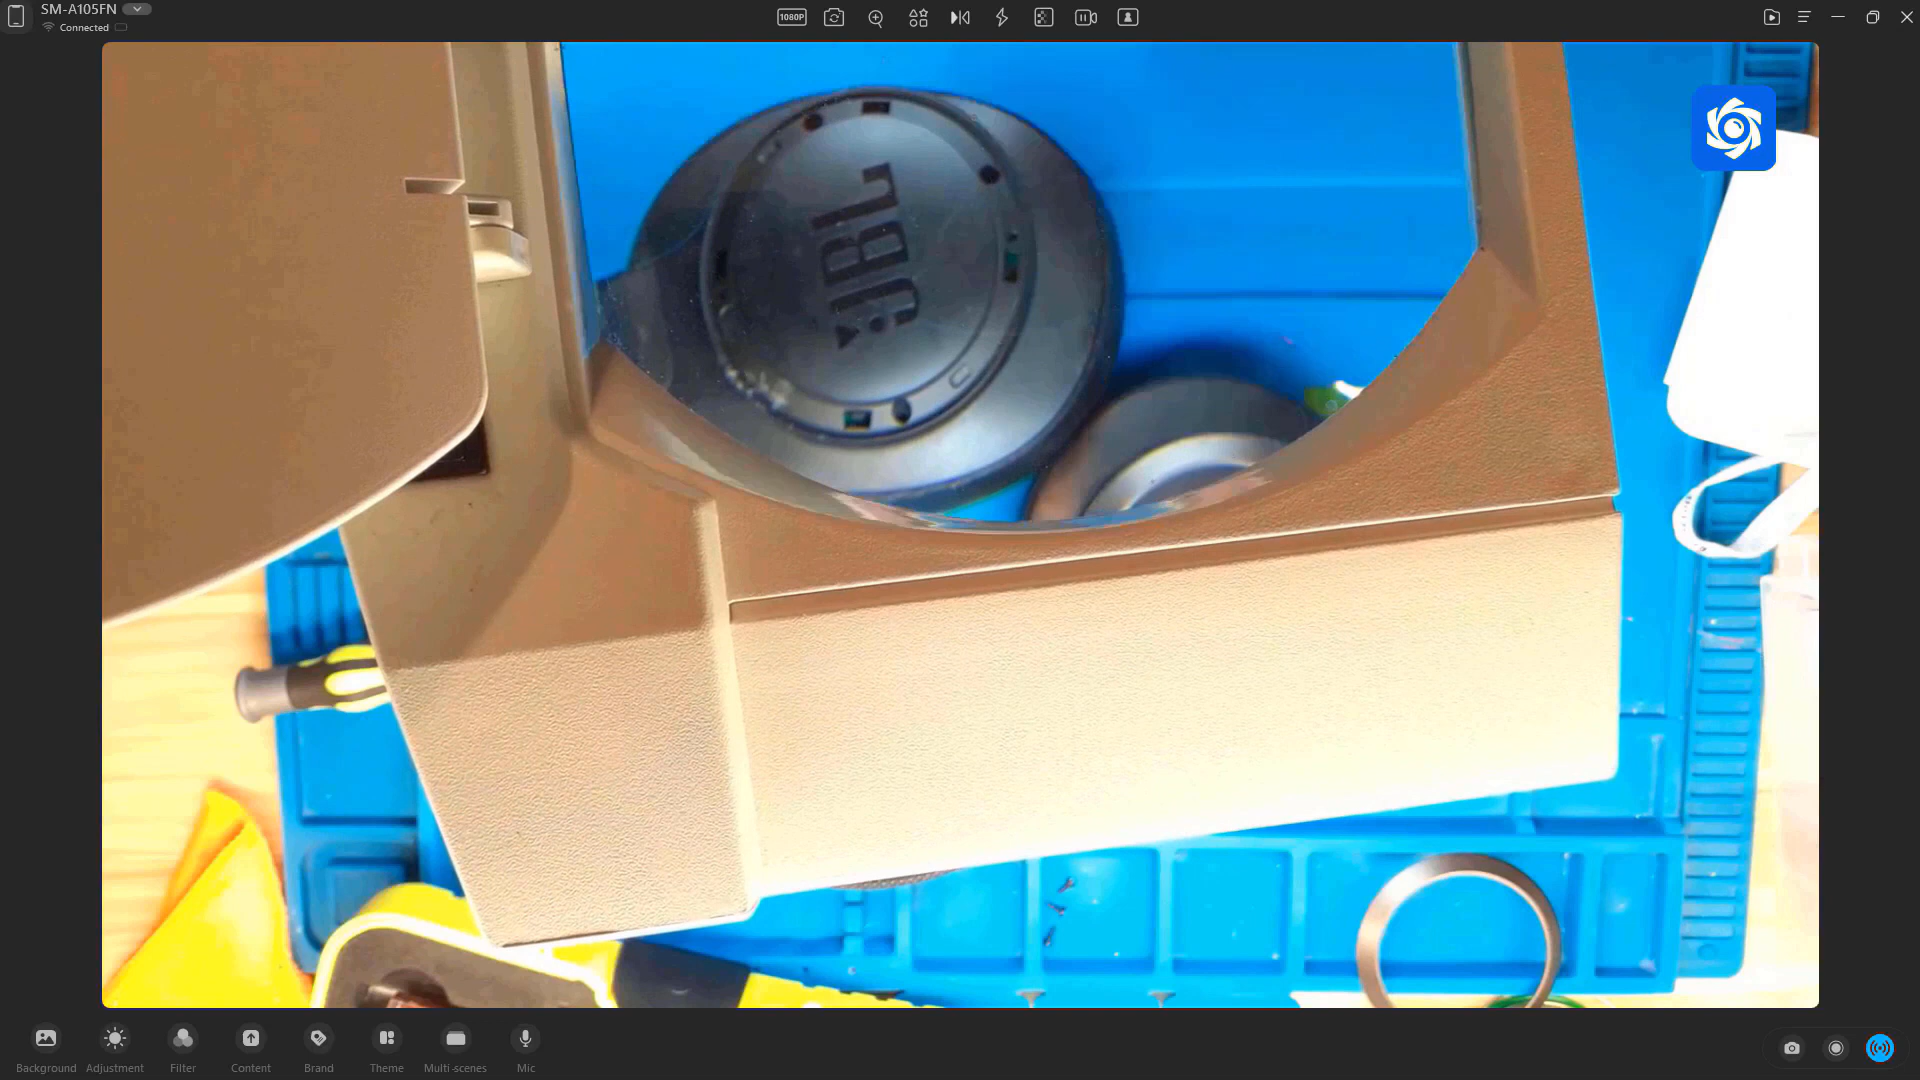 SM-A105FN
Connected
1080P
JBL
Background
Adjustment
Filter
Content
Brand
Theme
Multi-scenes
Mic